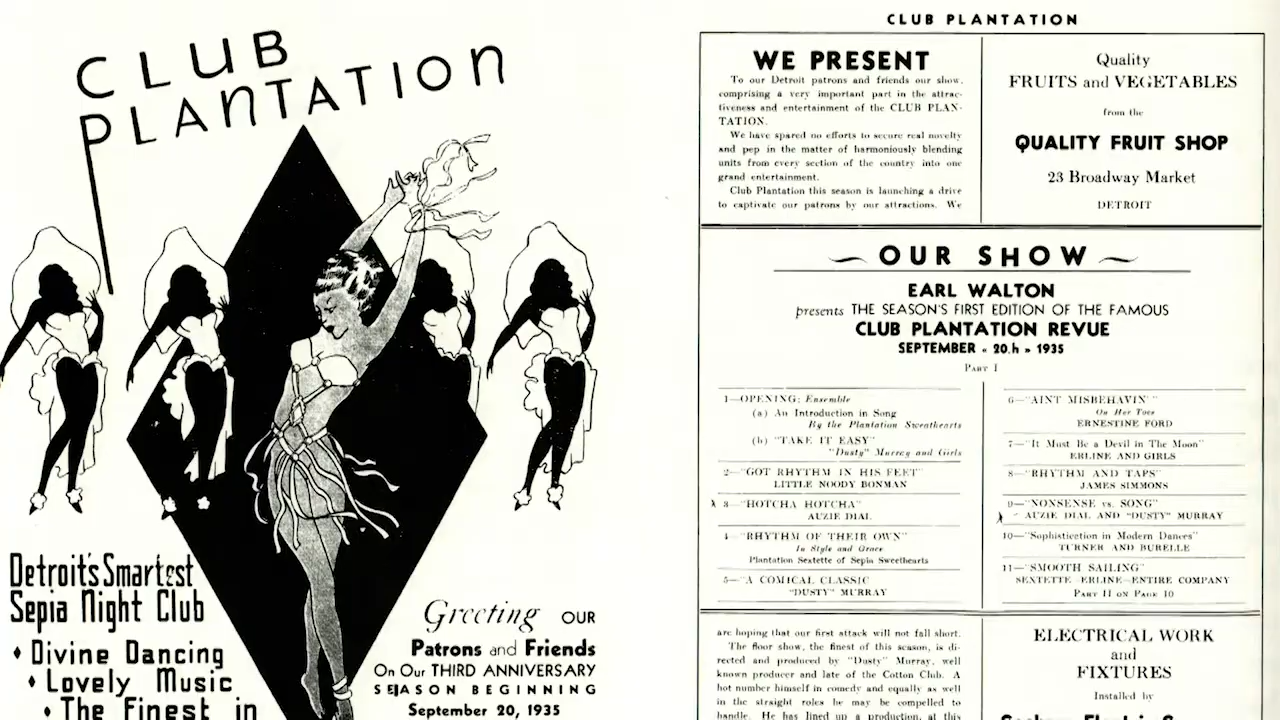 CLUB
PLANTATION
Detroit's Smartest
Sepia Night Club
♦ Divine Dancing
♦ Lovely Music
♦ The Finest in
Greeting OUR
Patrons and Friends
On Our THIRD ANNIVERSARY
SEASON BEGINNING
September 20, 1935
CLUB PLANTATION
WE PRESENT
To our Detroit patrons and friends our show,
comprising a very important part in the attrac-
tiveness and entertainment of the CLUB PLAN-
TATION.
We have spared no efforts to secure real novelty
and pep in the matter of harmoniously blending
units from every section of the country into one
grand entertainment.
Club Plantation this season is launching a drive
to captivate our patrons by our attractions. We
Quality
FRUITS and VEGETABLES
from the
QUALITY FRUIT SHOP
23 Broadway Market
DETROIT
OUR SHOW
EARL WALTON
presents THE SEASON'S FIRST EDITION OF THE FAMOUS
CLUB PLANTATION REVUE
SEPTEMBER « 20.h » 1935
PART I
1—OPENING: Ensemble
(a) An Introduction in Song
By the Plantation Sweethearts
(b) "TAKE IT EASY"
"Dusty" Murray and Girls
2—"GOT RHYTHM IN HIS FEET"
LITTLE NOODY BONMAN
3—"HOTCHA HOTCHA"
AUZIE DIAL
4—"RHYTHM OF THEIR OWN"
In Style and Grace
Plantation Sextette of Sepia Sweethearts
5—"A COMICAL CLASSIC
"DUSTY" MURRAY
6—"AINT MISBEHAVIN' "
On Her Toes
ERNESTINE FORD
7—"It Must Be a Devil in The Moon"
ERLINE AND GIRLS
8—"RHYTHM AND TAPS"
JAMES SIMMONS
9—"NONSENSE vs. SONG"
AUZIE DIAL AND "DUSTY" MURRAY
10—"Sophistication in Modern Dances"
TURNER AND BURELLE
11—"SMOOTH SAILING"
SEXTETTE—ERLINE—ENTIRE COMPANY
PART II ON PAGE 10
are hoping that our first attack will not fall short.
The floor show, the finest of this season, is di-
rected and produced by "Dusty" Murray, well
known producer and late of the Cotton Club. A
hot number himself in comedy and equally as well
in the straight roles he may be compelled to
handle. He has lined up a production, at this
ELECTRICAL WORK
and
FIXTURES
Installed by